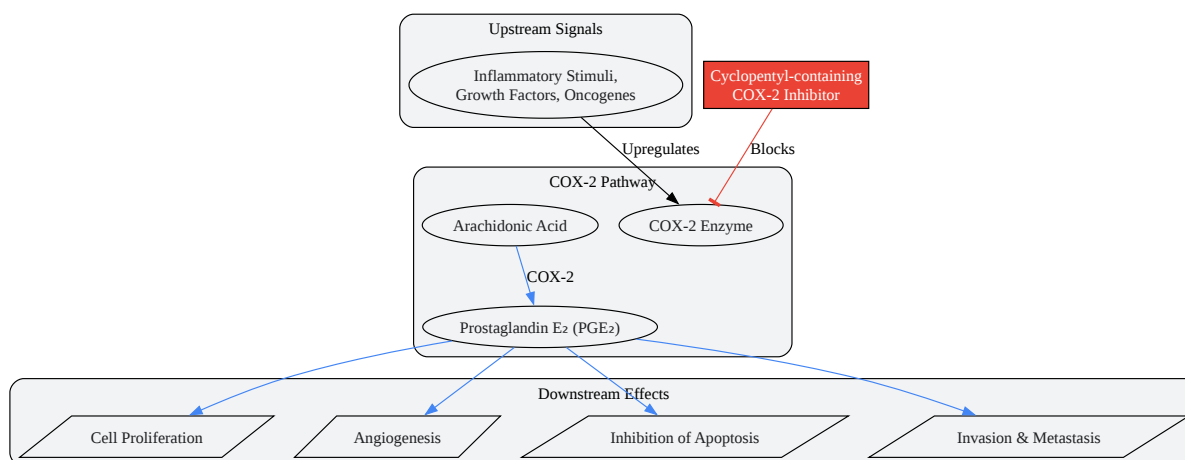 Upstream Signals
Inflammatory Stimuli,
Growth Factors, Oncogenes
Cyclopentyl-containing
COX-2 Inhibitor
Upregulates
Blocks
COX-2 Pathway
Arachidonic Acid
COX-2 Enzyme
COX-2
Prostaglandin E₂ (PGE₂)
Downstream Effects
Cell Proliferation
Angiogenesis
Inhibition of Apoptosis
Invasion & Metastasis